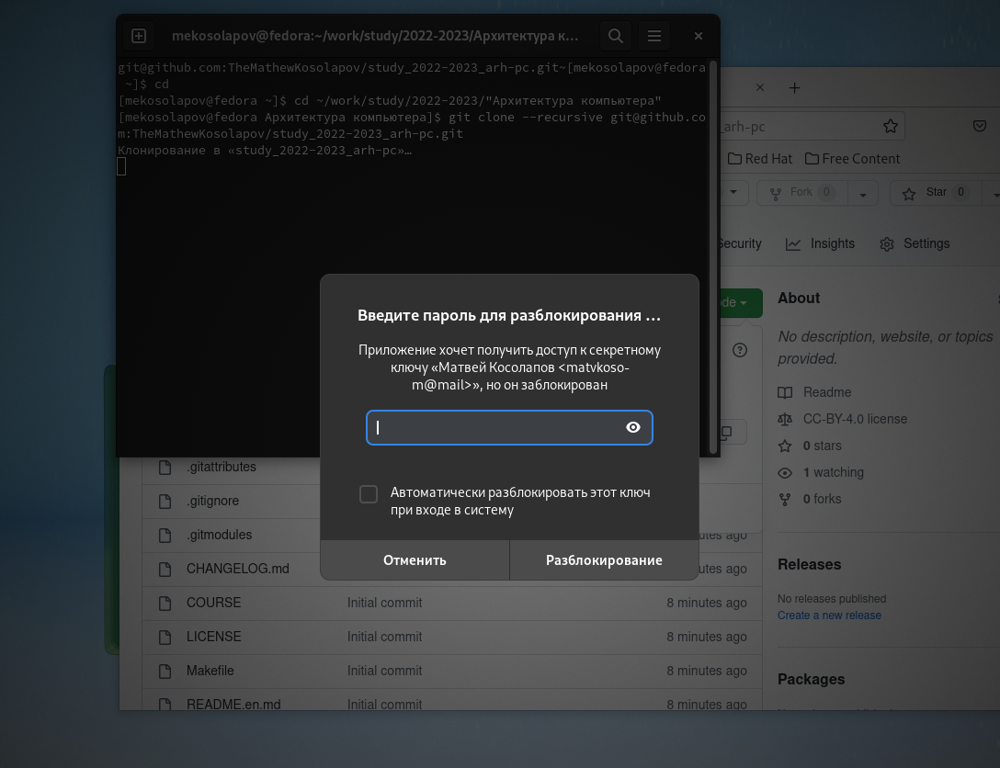 mekosolapov@fedora:~/work/study/2022-2023/Архитектура к…
git@github.com:TheMathewKosolapov/study_2022-2023_arh-pc.git~[mekosolapov@fedora
~]$ cd
[mekosolapov@fedora ~]$ cd ~/work/study/2022-2023/"Архитектура компьютера"
[mekosolapov@fedora Архитектура компьютера]$ git clone --recursive git@github.co
m:TheMathewKosolapov/study_2022-2023_arh-pc.git
Клонирование в «study_2022-2023_arh-pc»…
_arh-pc
Red Hat Free Content
Fork 0 Star 0
Security Insights Settings
Введите пароль для разблокирования …
Приложение хочет получить доступ к секретному
ключу «Матвей Косолапов <matvkoso-
m@mail>», но он заблокирован
Автоматически разблокировать этот ключ
при входе в систему
Отменить Разблокирование
.gitattributes
.gitignore
.gitmodules utes ago
CHANGELOG.md utes ago
COURSE Initial commit 8 minutes ago
LICENSE Initial commit 8 minutes ago
Makefile Initial commit 8 minutes ago
README.en.md Initial commit 8 minutes ago
de
About
No description, website, or topics
provided.
Readme
CC-BY-4.0 license
0 stars
1 watching
0 forks
Releases
No releases published
Create a new release
Packages